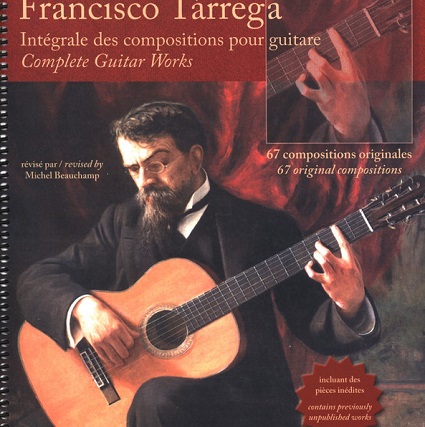 Francisco Tárrega
Intégrale des compositions pour guitare
Complete Guitar Works
67 compositions originales
67 original compositions
révisé par / revised by
Michel Beauchamp
incluant des
pièces inédites
contains previously
unpublished works